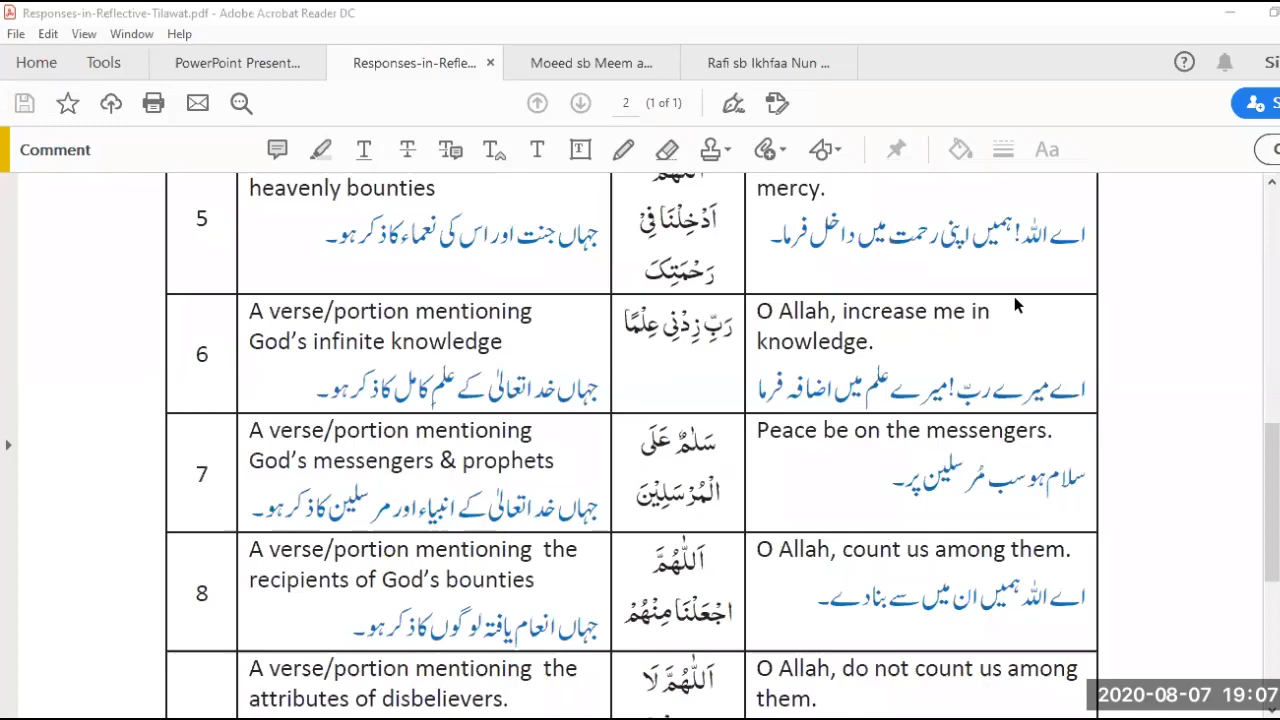 Responses-in-Reflective-Tilawat.pdf - Adobe Acrobat Reader DC
File Edit View Window Help
Home Tools PowerPoint Present... Responses-in-Refle... × Moeed sb Meem a... Rafi sb Ikhfaa Nun ...
2 (1 of 1)
Comment
5
heavenly bounties
جہاں جنت اور اس کی نعماء کا ذکر ہو۔
اَدْخِلْنَا فِیْ
رَحْمَتِکَ
mercy.
اے اللہ! ہمیں اپنی رحمت میں داخل فرما۔
6
A verse/portion mentioning
God’s infinite knowledge
جہاں خدا تعالیٰ کے علمِ کامل کا ذکر ہو۔
رَبِّ زِدْنِی عِلْمًا
O Allah, increase me in
knowledge.
اے میرے ربّ! میرے علم میں اضافہ فرما
7
A verse/portion mentioning
God’s messengers & prophets
جہاں خدا تعالیٰ کے انبیاء اور مرسلین کا ذکر ہو۔
سَلٰمٌ عَلَی
الْمُرْسَلِیْنَ
Peace be on the messengers.
سلام ہو سب مُرسلین پر۔
8
A verse/portion mentioning the
recipients of God’s bounties
جہاں انعام یافتہ لوگوں کا ذکر ہو۔
اَللّٰھُمَّ
اجْعَلْنَا مِنْھُمْ
O Allah, count us among them.
اے اللہ ہمیں ان میں سے بنا دے۔
A verse/portion mentioning the
attributes of disbelievers.
اَللّٰھُمَّ لَا
O Allah, do not count us among
them.
2020-08-07 19:07